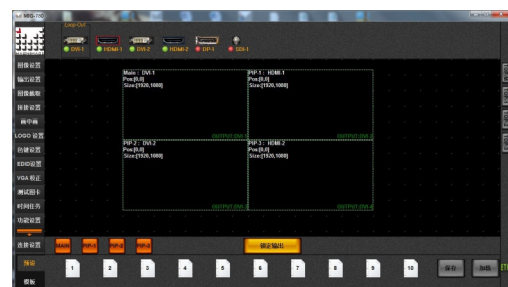 MIG-780
Loop-Out
DVI-1
HDMI-1
DVI-2
HDMI-2
DP-1
SDI-1
图像设置
输出设置
图像截取
拼接设置
画中画
LOGO 设置
色键设置
EDID设置
VGA 校正
测试图卡
时间任务
功能设置
连接设置
预设
模板
Main : DVI-1
Pos:[0,0]
Size:[1920,1080]
OUTPUT:DVI-1
PIP-1 : HDMI-1
Pos:[0,0]
Size:[1920,1080]
OUTPUT:DVI-2
PIP-2 : DVI-2
Pos:[0,0]
Size:[1920,1080]
OUTPUT:DVI-3
PIP-3 : HDMI-2
Pos:[0,0]
Size:[1920,1080]
OUTPUT:DVI-4
MAIN
PIP-1
PIP-2
PIP-3
锁定输出
1
2
3
4
5
6
7
8
9
10
保存
加载